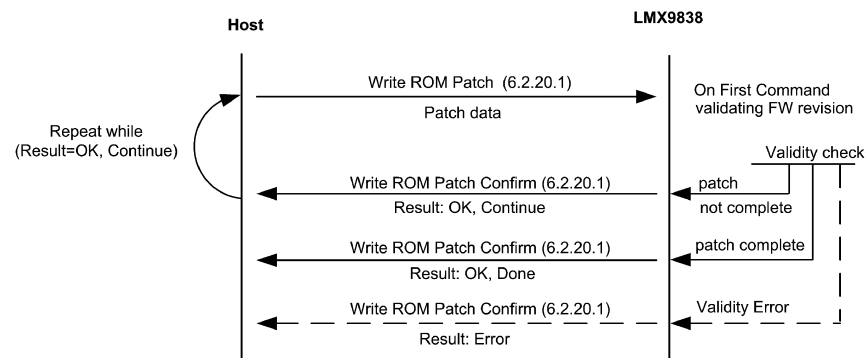 Host
LMX9838
Write ROM Patch (6.2.20.1)
Patch data
On First Command
validating FW revision
Repeat while
(Result=OK, Continue)
Validity check
Write ROM Patch Confirm (6.2.20.1)
Result: OK, Continue
patch
not complete
Write ROM Patch Confirm (6.2.20.1)
Result: OK, Done
patch complete
Write ROM Patch Confirm (6.2.20.1)
Result: Error
Validity Error